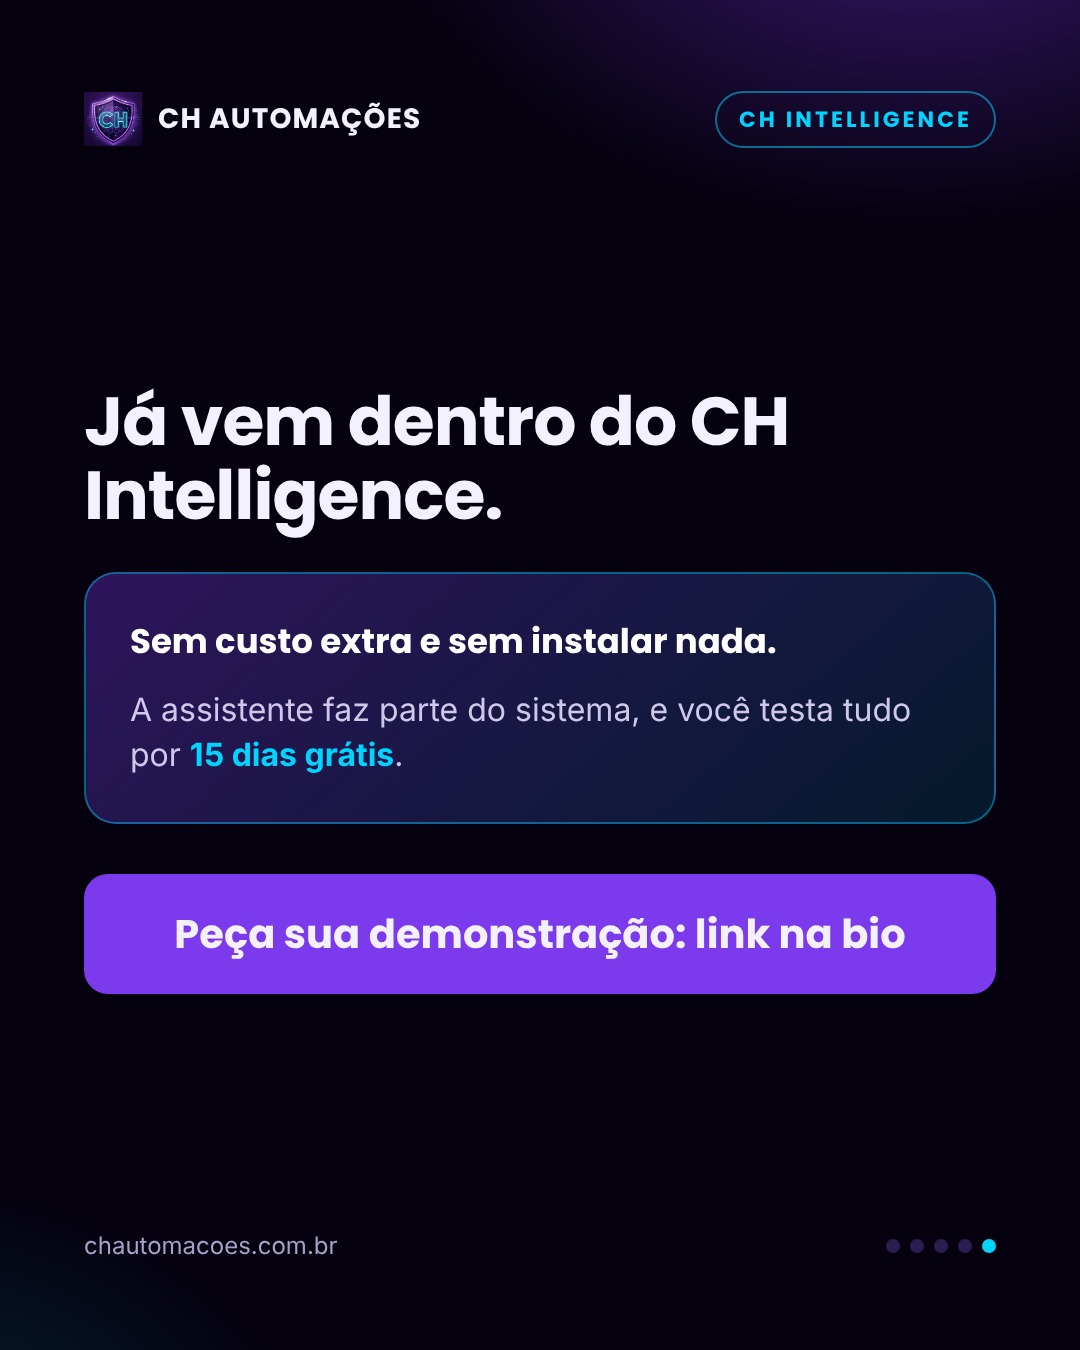 CH
CH AUTOMAÇÕES
CH INTELLIGENCE
Já vem dentro do CH
Intelligence.
Sem custo extra e sem instalar nada.
A assistente faz parte do sistema, e você testa tudo
por 15 dias grátis.
Peça sua demonstração: link na bio
chautomacoes.com.br